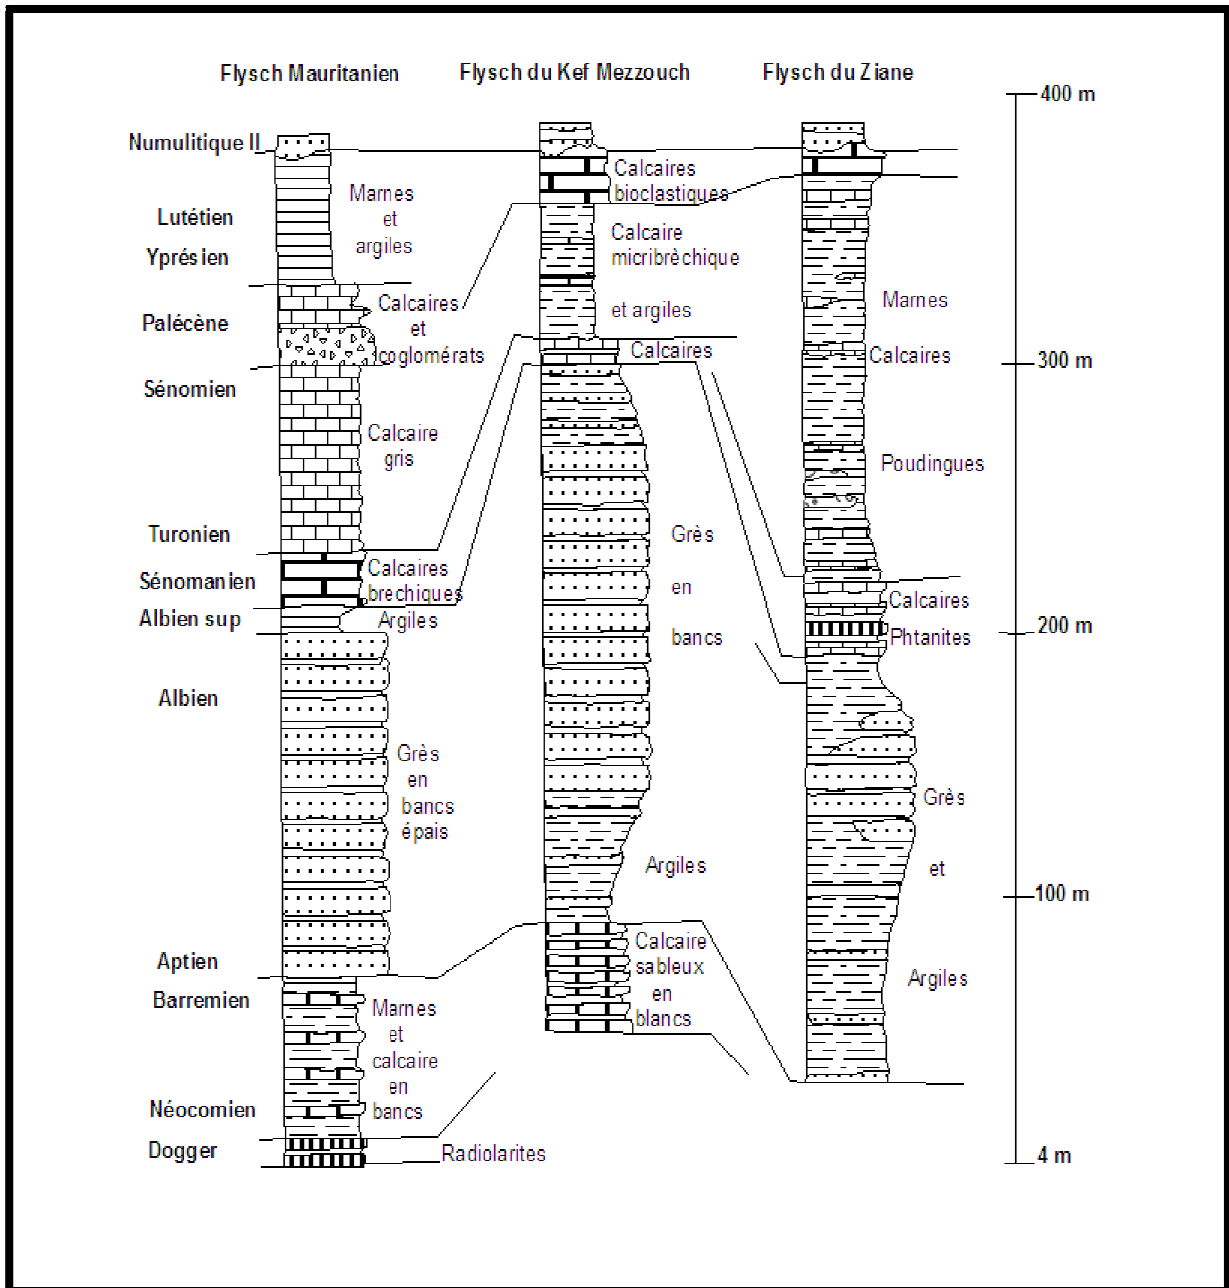 Flysch Mauritanien
Flysch du Kef Mezzouch
Flysch du Ziane
Numulitique II
Lutétien
Yprésien
Palécène
Sénomien
Turonien
Sénomanien
Albien sup
Albien
Aptien
Barremien
Néocomien
Dogger
Marnes
et
argiles
Calcaires
et
coglomérats
Calcaire
gris
Calcaires
brechiques
Argiles
Grès
en
bancs
épais
Marnes
et
calcaire
en
bancs
Radiolarites
Calcaires
bioclastiques
Calcaire
micribrèchique
et argiles
Calcaires
Grès
en
bancs
Argiles
Calcaire
sableux
en
blancs
Marnes
Calcaires
Poudingues
Calcaires
Phtanites
Grès
et
Argiles
400 m
300 m
200 m
100 m
4 m